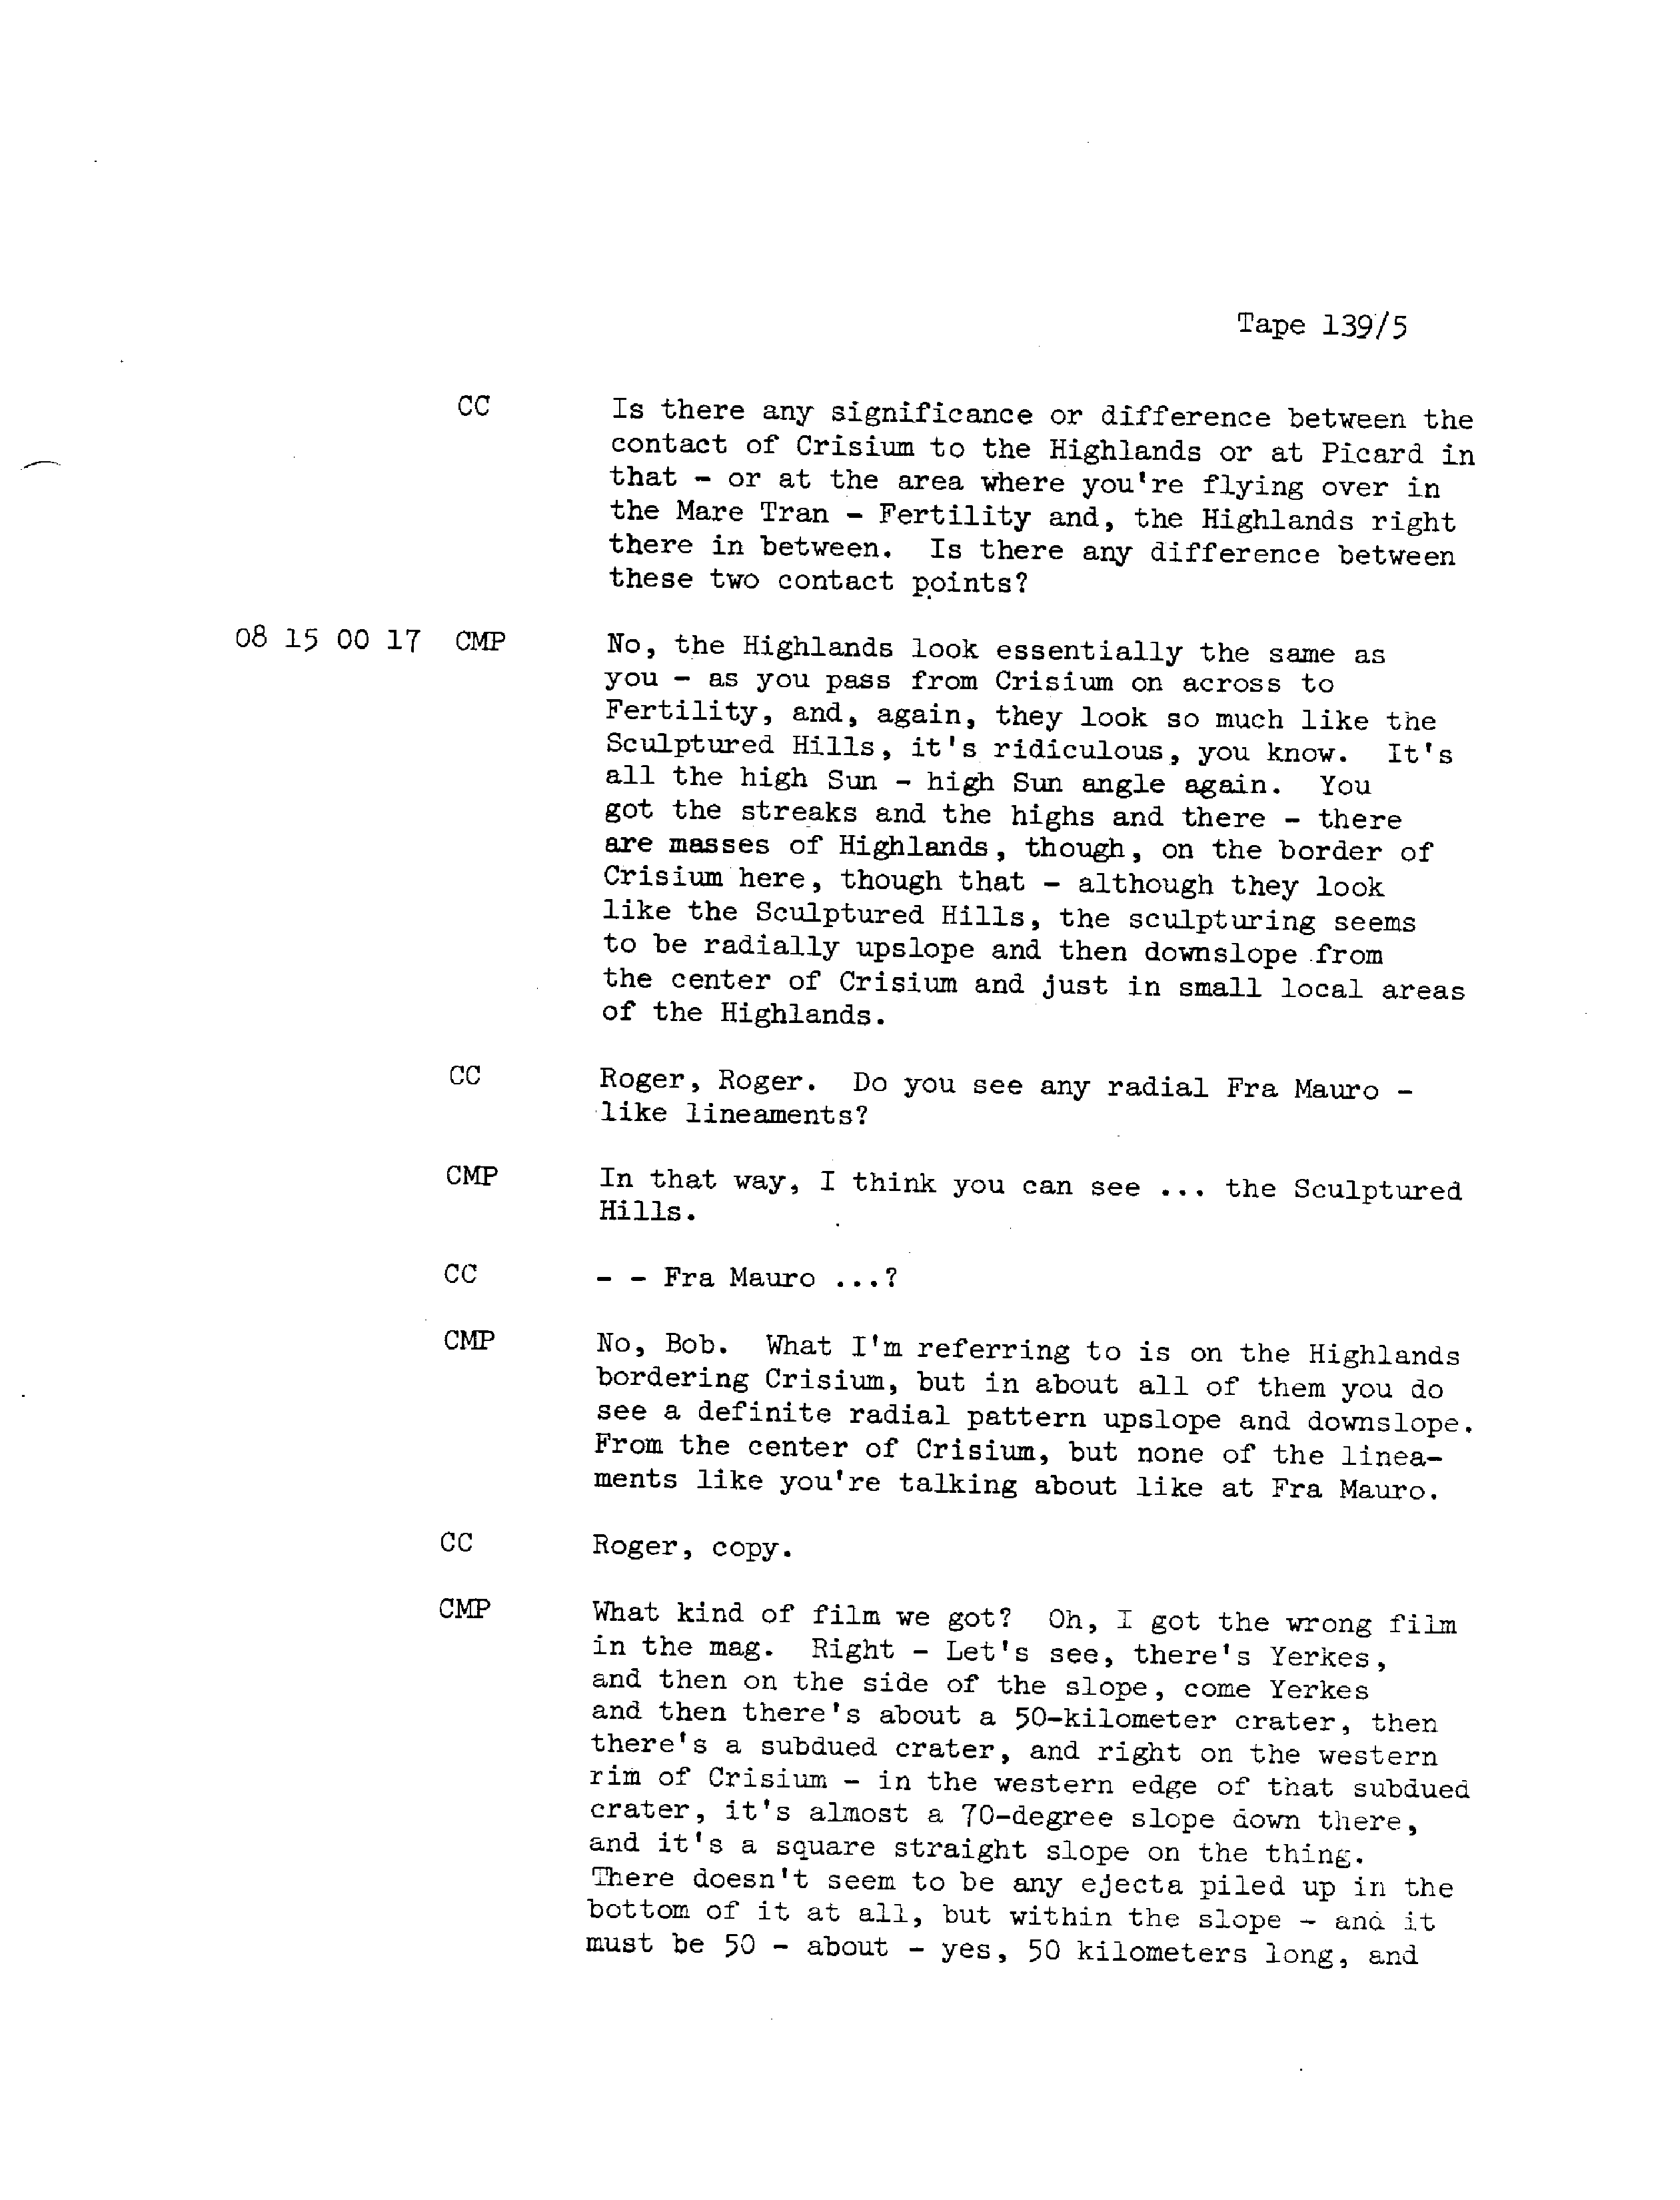 Tape 139/5
CC Is there any significance or difference between the
contact of Crisium to the Highlands or at Picard in
that - or at the area where you're flying over in
the Mare Tran - Fertility and, the Highlands right
there in between. Is there any difference between
these two contact points?
08 15 00 17 CMP No, the Highlands look essentially the same as
you - as you pass from Crisium on across to
Fertility, and, again, they look so much like the
Sculptured Hills, it's ridiculous, you know. It's
all the high Sun - high Sun angle again. You
got the streaks and the highs and there - there
are masses of Highlands, though, on the border of
Crisium here, though that - although they look
like the Sculptured Hills, the sculpturing seems
to be radially upslope and then downslope from
the center of Crisium and just in small local areas
of the Highlands.
CC Roger, Roger. Do you see any radial Fra Mauro -
like lineaments?
CMP In that way, I think you can see ... the Sculptured
Hills.
CC - - Fra Mauro ...?
CMP No, Bob. What I'm referring to is on the Highlands
bordering Crisium, but in about all of them you do
see a definite radial pattern upslope and downslope.
From the center of Crisium, but none of the linea-
ments like you're talking about like at Fra Mauro.
CC Roger, copy.
CMP What kind of film we got? Oh, I got the wrong film
in the mag. Right - Let's see, there's Yerkes,
and then on the side of the slope, come Yerkes
and then there's about a 50-kilometer crater, then
there's a subdued crater, and right on the western
rim of Crisium - in the western edge of that subdued
crater, it's almost a 70-degree slope down there,
and it's a square straight slope on the thing.
There doesn't seem to be any ejecta piled up in the
bottom of it at all, but within the slope - and it
must be 50 - about - yes, 50 kilometers long, and